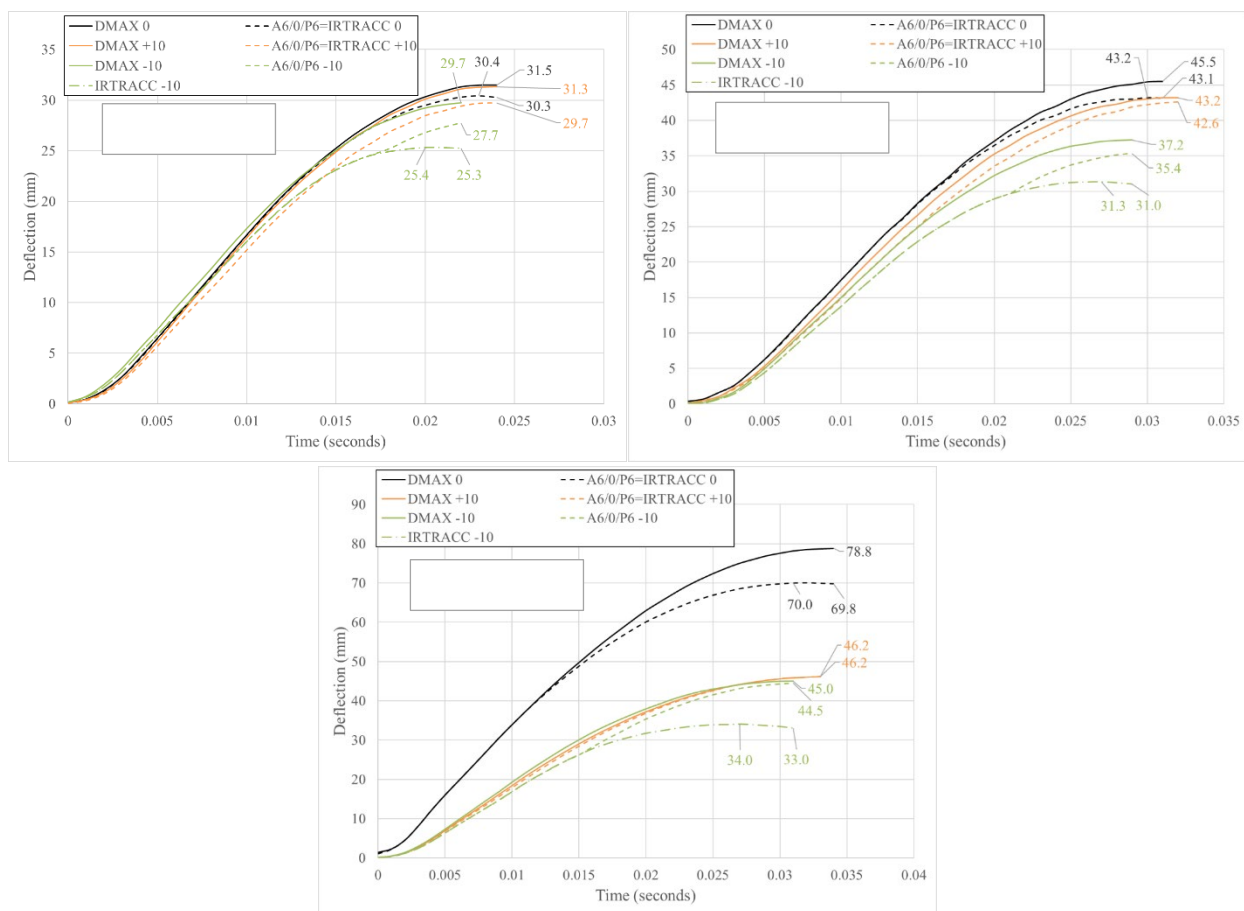 DMAX 0 A6/0/P6=IRTRACC 0
DMAX +10 A6/0/P6=IRTRACC +10
DMAX -10 A6/0/P6 -10
IRTRACC -10
35
30
25
20
15
10
5
0
29.7
30.4
31.5
31.3
30.3
29.7
27.7
25.4
25.3
Deflection (mm)
0 0.005 0.01 0.015 0.02 0.025 0.03
Time (seconds)
DMAX 0 A6/0/P6=IRTRACC 0
DMAX +10 A6/0/P6=IRTRACC +10
DMAX -10 A6/0/P6 -10
IRTRACC -10
50
45
40
35
30
25
20
15
10
5
0
43.2
45.5
43.1
43.2
42.6
37.2
35.4
31.3
31.0
Deflection (mm)
0 0.005 0.01 0.015 0.02 0.025 0.03 0.035
Time (seconds)
DMAX 0 A6/0/P6=IRTRACC 0
DMAX +10 A6/0/P6=IRTRACC +10
DMAX -10 A6/0/P6 -10
IRTRACC -10
90
80
70
60
50
40
30
20
10
0
78.8
70.0
69.8
46.2
46.2
45.0
44.5
34.0
33.0
Deflection (mm)
0 0.005 0.01 0.015 0.02 0.025 0.03 0.035 0.04
Time (seconds)